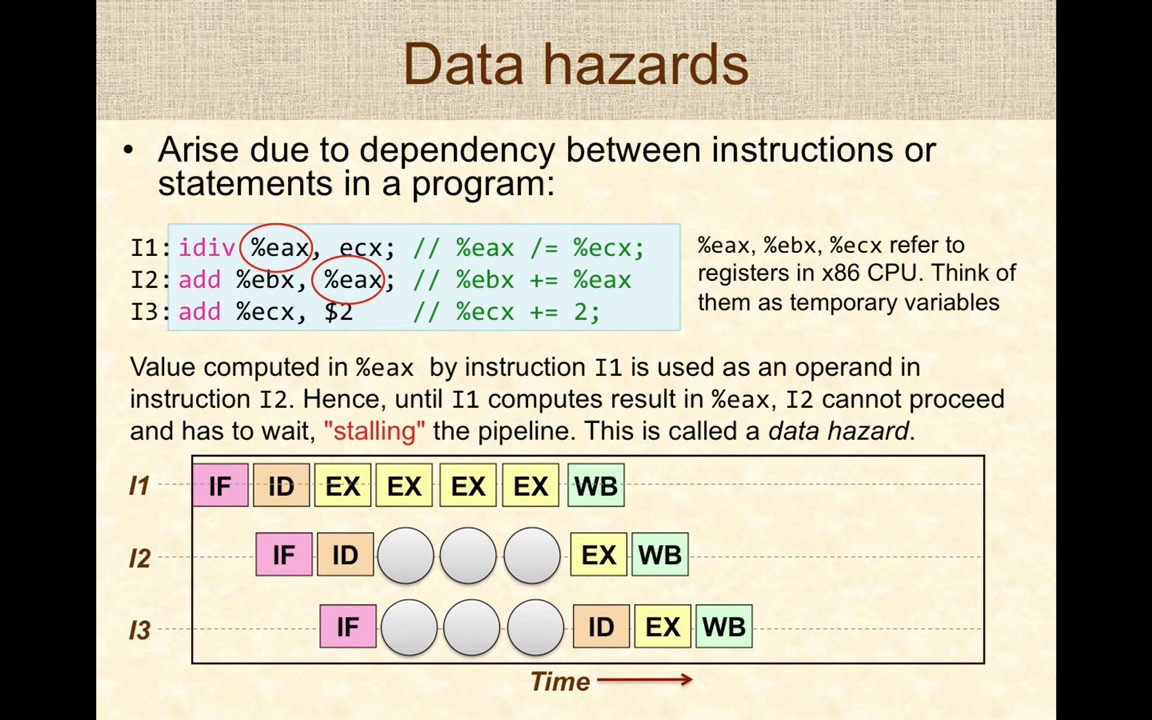 Data hazards
• Arise due to dependency between instructions or
statements in a program:
I1: idiv %eax, ecx; // %eax /= %ecx;
I2: add %ebx, %eax; // %ebx += %eax
I3: add %ecx, $2 // %ecx += 2;
%eax, %ebx, %ecx refer to
registers in x86 CPU. Think of
them as temporary variables
Value computed in %eax by instruction I1 is used as an operand in
instruction I2. Hence, until I1 computes result in %eax, I2 cannot proceed
and has to wait, "stalling" the pipeline. This is called a data hazard.
I1 IF ID EX EX EX EX WB
I2 IF ID EX WB
I3 IF ID EX WB
Time